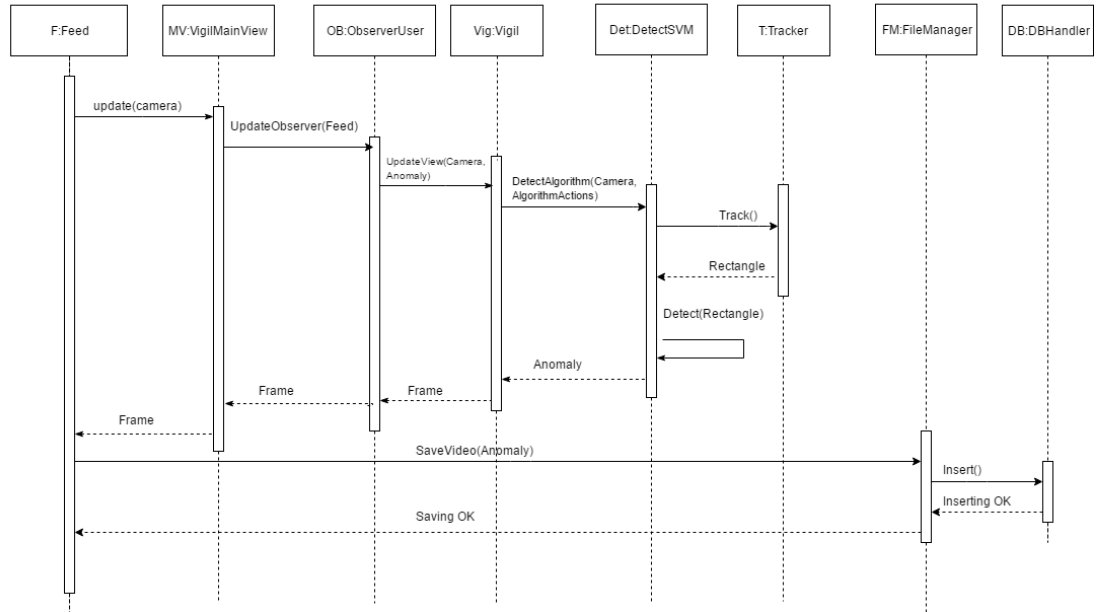 F:Feed
MV:VigilMainView
OB:ObserverUser
Vig:Vigil
Det:DetectSVM
T:Tracker
FM:FileManager
DB:DBHandler
update(camera)
UpdateObserver(Feed)
UpdateView(Camera,
Anomaly)
DetectAlgorithm(Camera,
AlgorithmActions)
Track()
Rectangle
Detect(Rectangle)
Anomaly
Frame
Frame
Frame
SaveVideo(Anomaly)
Insert()
Inserting OK
Saving OK